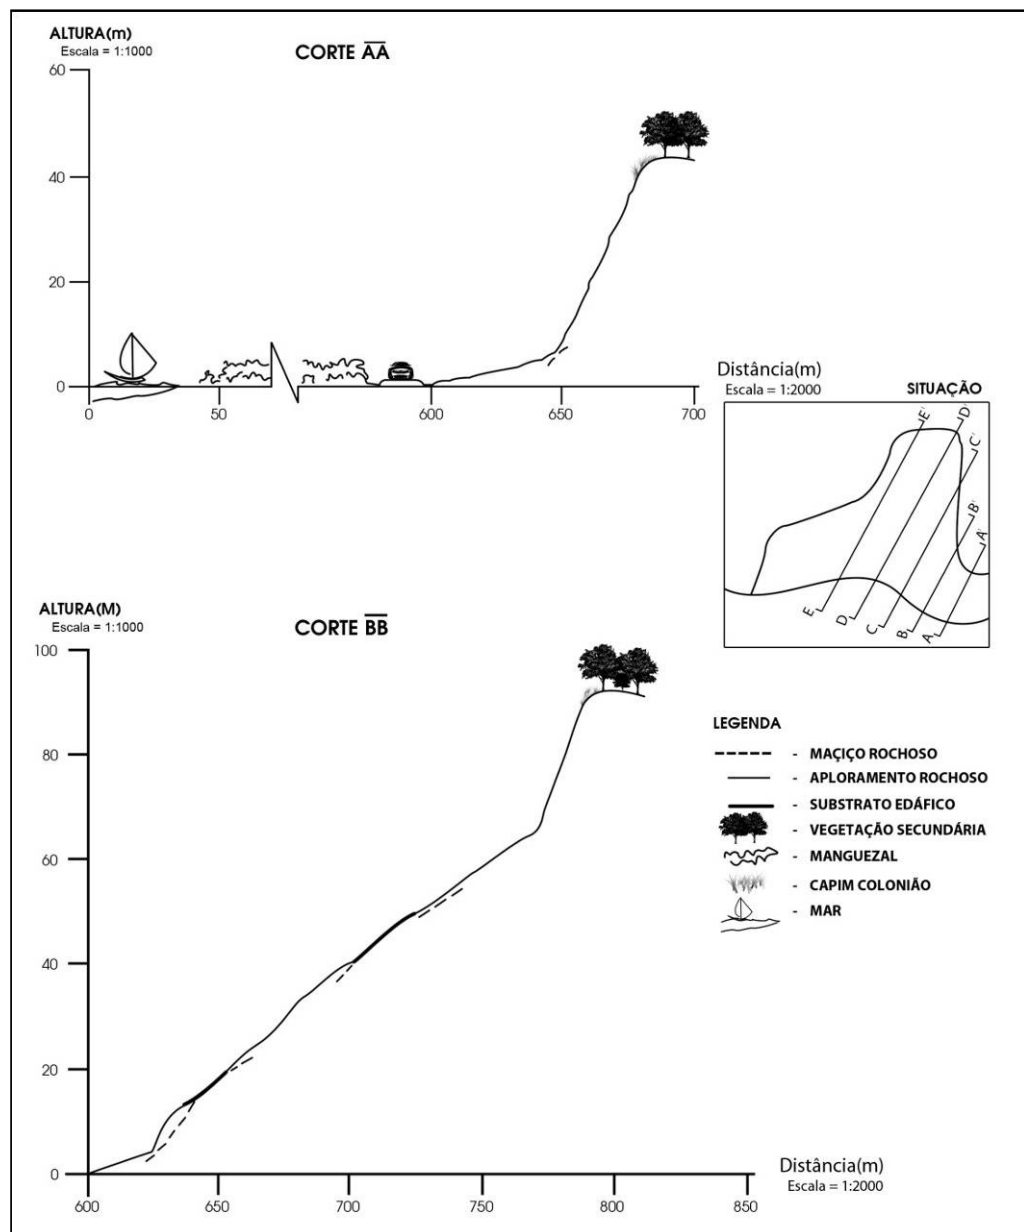 ALTURA(m)
Escala = 1:1000
CORTE A̅A̅
60
40
20
0
0
50
600
650
700
Distância(m)
Escala = 1:2000
SITUAÇÃO
E'
D'
C'
B'
A'
E
D
C
B
A
ALTURA(M)
Escala = 1:1000
CORTE B̅B̅
100
80
60
40
20
0
600
650
700
750
800
850
Distância(m)
Escala = 1:2000
LEGENDA
- MAÇIÇO ROCHOSO
- APLORAMENTO ROCHOSO
- SUBSTRATO EDÁFICO
- VEGETAÇÃO SECUNDÁRIA
- MANGUEZAL
- CAPIM COLONIÃO
- MAR